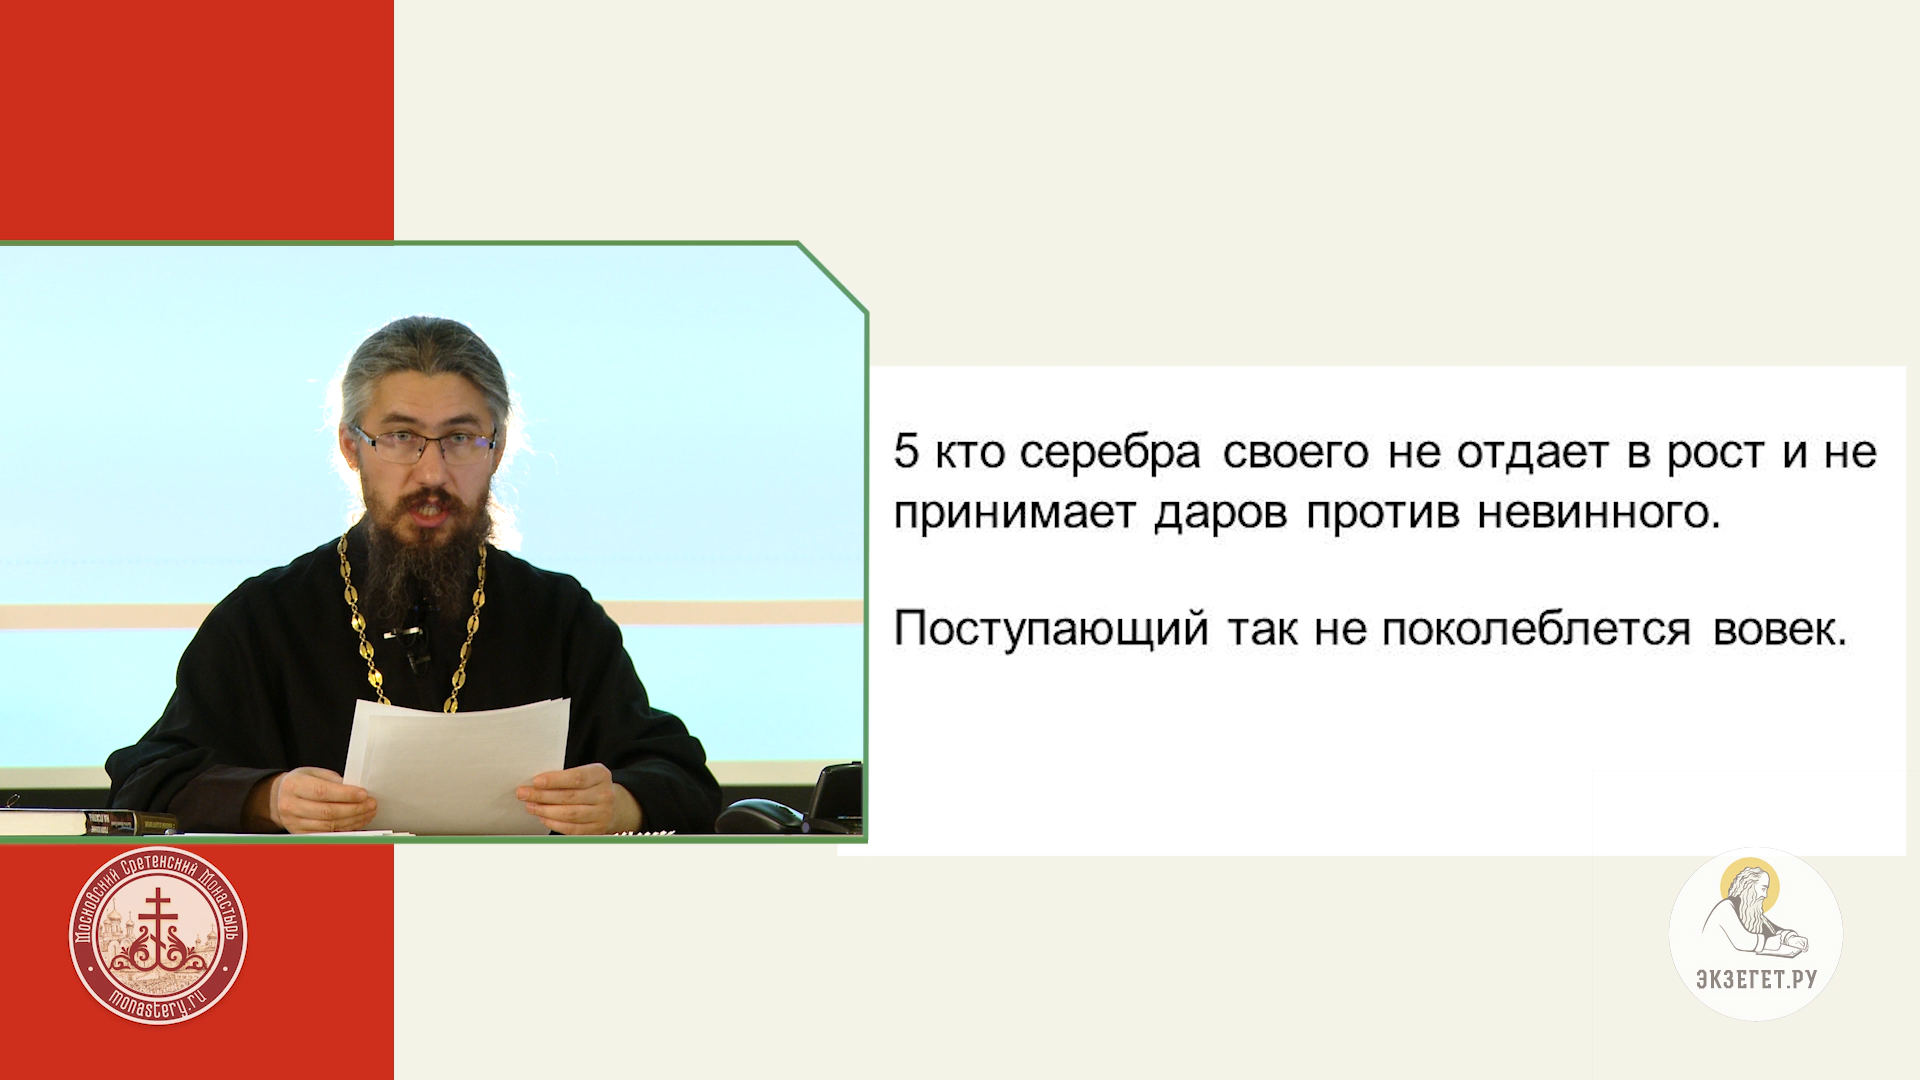 5 кто серебра своего не отдает в рост и не
принимает даров против невинного.
Поступающий так не поколеблется вовек.
Московский Сретенский Монастырь
monastery.ru
ЭКЗЕГЕТ.РУ